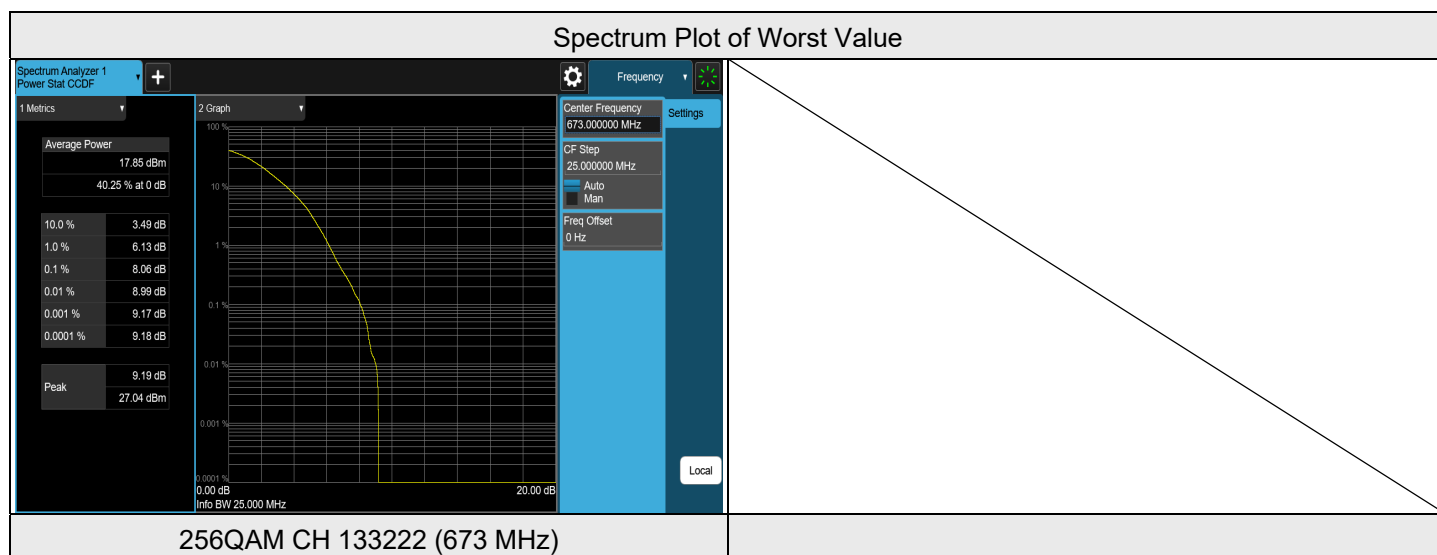 Spectrum Plot of Worst Value
Spectrum Analyzer 1
Power Stat CCDF
+
Frequency
1 Metrics
2 Graph
Center Frequency
673.000000 MHz
Settings
CF Step
25.000000 MHz
Auto
Man
Freq Offset
0 Hz
Average Power
17.85 dBm
40.25 % at 0 dB
10.0 % 3.49 dB
1.0 % 6.13 dB
0.1 % 8.06 dB
0.01 % 8.99 dB
0.001 % 9.17 dB
0.0001 % 9.18 dB
Peak
9.19 dB
27.04 dBm
100 %
10 %
1 %
0.1 %
0.01 %
0.001 %
0.0001 %
0.00 dB 20.00 dB
Info BW 25.000 MHz
Local
256QAM CH 133222 (673 MHz)